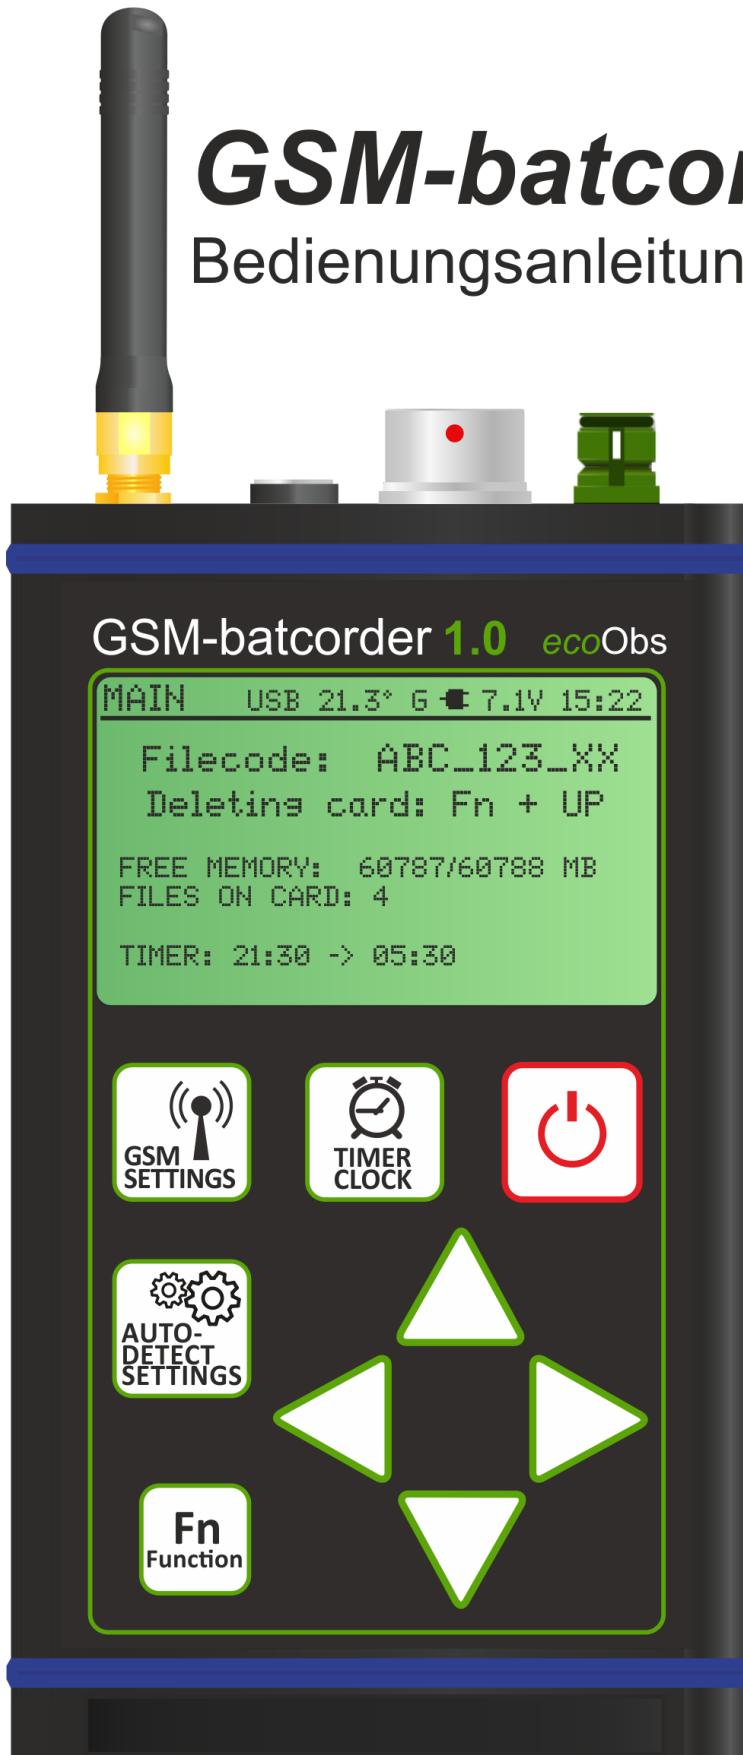 GSM-batcor
Bedienungsanleitun
GSM-batcorder 1.0 ecoObs
MAIN USB 21.3° G 7.1V 15:22
Filecode: ABC_123_XX
Deleting card: Fn + UP
FREE MEMORY: 60787/60788 MB
FILES ON CARD: 4
TIMER: 21:30 -> 05:30
GSM
SETTINGS
TIMER
CLOCK
AUTO-
DETECT
SETTINGS
Fn
Function